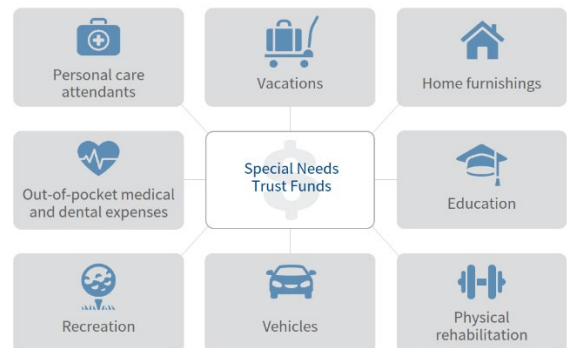 Personal care
attendants
Vacations
Home furnishings
Out-of-pocket medical
and dental expenses
$
Special Needs
Trust Funds
Education
Recreation
Vehicles
Physical
rehabilitation